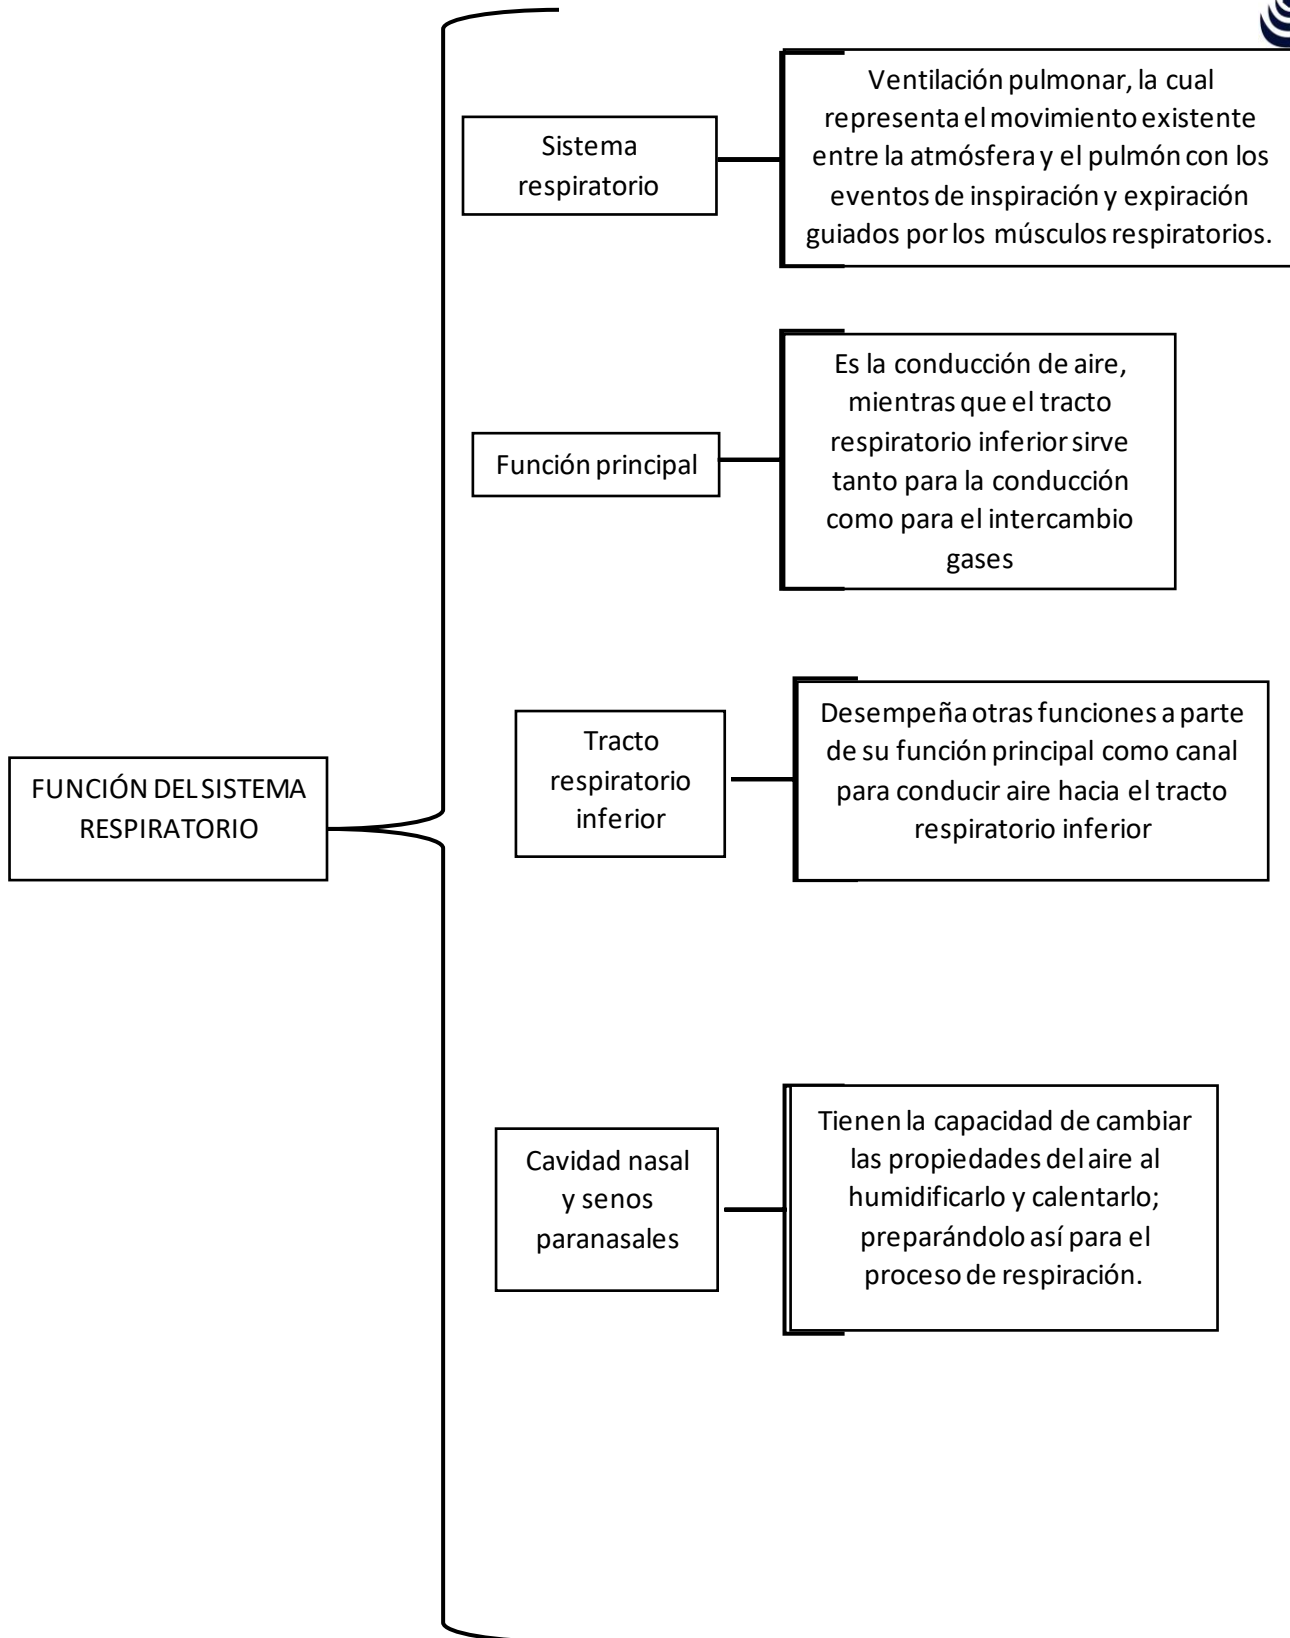 FUNCIÓN DEL SISTEMA
RESPIRATORIO
Sistema
respiratorio
Ventilación pulmonar, la cual
representa el movimiento existente
entre la atmósfera y el pulmón con los
eventos de inspiración y expiración
guiados por los músculos respiratorios.
Función principal
Es la conducción de aire,
mientras que el tracto
respiratorio inferior sirve
tanto para la conducción
como para el intercambio
gases
Tracto
respiratorio
inferior
Desempeña otras funciones a parte
de su función principal como canal
para conducir aire hacia el tracto
respiratorio inferior
Cavidad nasal
y senos
paranasales
Tienen la capacidad de cambiar
las propiedades del aire al
humidificarlo y calentarlo;
preparándolo así para el
proceso de respiración.